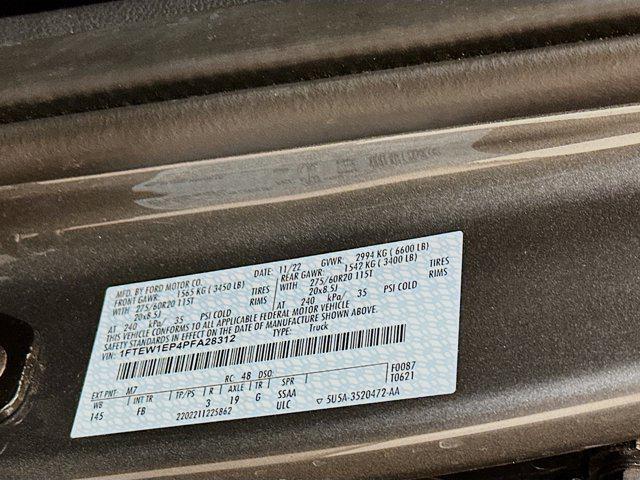 MFD. BY FORD MOTOR CO. DATE: 11/22 GVWR: 2994 KG ( 6600 LB)
FRONT GAWR: 1565 KG ( 3450 LB) REAR GAWR: 1542 KG ( 3400 LB)
WITH 275/60R20 115T TIRES WITH 275/60R20 115T TIRES
20x8.5J RIMS 20x8.5J RIMS
AT 240 kPa/ 35 PSI COLD AT 240 kPa/ 35 PSI COLD
THIS VEHICLE CONFORMS TO ALL APPLICABLE FEDERAL MOTOR VEHICLE
SAFETY STANDARDS IN EFFECT ON THE DATE OF MANUFACTURE SHOWN ABOVE.
VIN: 1FTEW1EP4PFA28312 TYPE: Truck
EXT PNT: M7 RC: 48 DSO: F0087
WB INT TR TP/PS R AXLE TR SPR T0621
145 FB 3 19 G SSAA
2202211225862 ULC ▽ 5U5A-3520472-AA